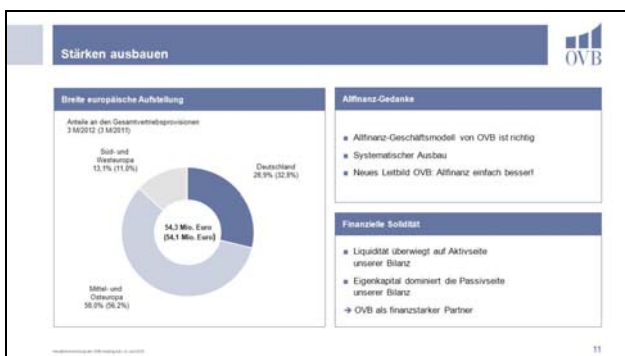 Stärken ausbauen
OVB
Breite europäische Aufstellung
Anteile an den Gesamtvertriebsprovisionen
3 M/2012 (3 M/2011)
Süd- und
Westeuropa
13,1% (11,0%)
Deutschland
28,9% (32,8%)
54,3 Mio. Euro
(54,1 Mio. Euro)
Mittel- und
Osteuropa
58,0% (56,2%)
Allfinanz-Gedanke
Allfinanz-Geschäftsmodell von OVB ist richtig
Systematischer Ausbau
Neues Leitbild OVB: Allfinanz einfach besser!
Finanzielle Solidität
Liquidität überwiegt auf Aktivseite
unserer Bilanz
Eigenkapital dominiert die Passivseite
unserer Bilanz
→ OVB als finanzstarker Partner
11